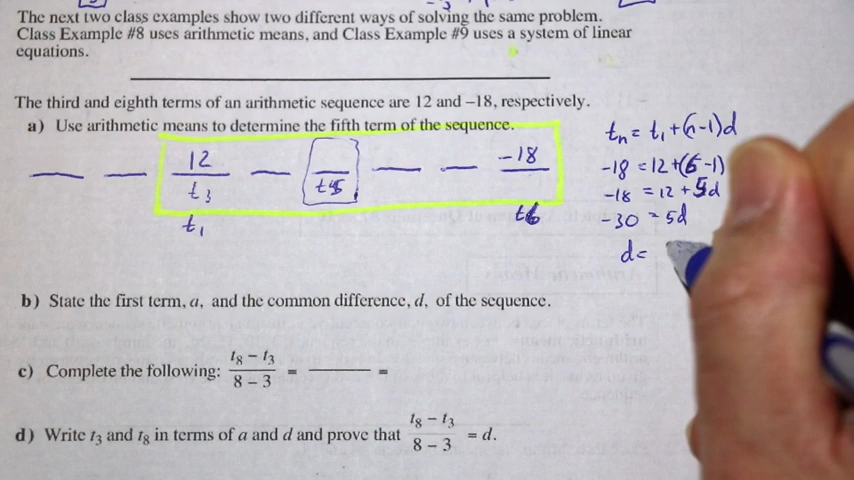 The next two class examples show two different ways of solving the same problem.
Class Example #8 uses arithmetic means, and Class Example #9 uses a system of linear
equations.
The third and eighth terms of an arithmetic sequence are 12 and –18, respectively.
a) Use arithmetic means to determine the fifth term of the sequence.
12 -18
t3 t5
t1 t6
tn = t1 + (n-1)d
-18 = 12 + (6-1)
-18 = 12 + 5d
-30 = 5d
d =
b) State the first term, a, and the common difference, d, of the sequence.
c) Complete the following: t8 – t3 / 8 – 3 = ______ =
d) Write t3 and t8 in terms of a and d and prove that t8 – t3 / 8 – 3 = d.